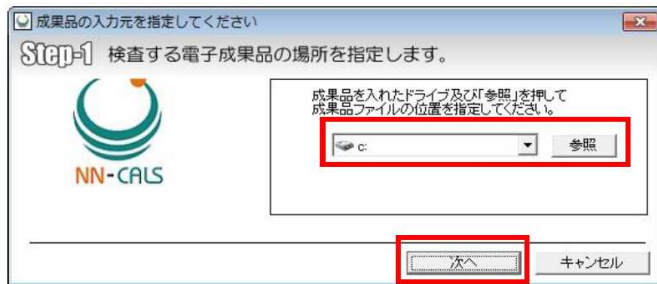 成果品の入力元を指定してください
Step-1 検査する電子成果品の場所を指定します。
成果品を入れたドライブ及び「参照」を押して
成果品ファイルの位置を指定してください。
c:
参照
NN-CALS
次へ
キャンセル